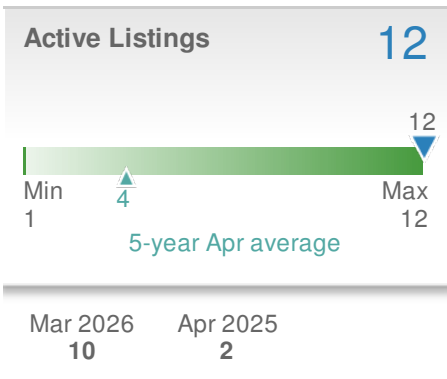 Active Listings 12
12
Min 4 Max
1 12
5-year Apr average
Mar 2026 Apr 2025
10 2